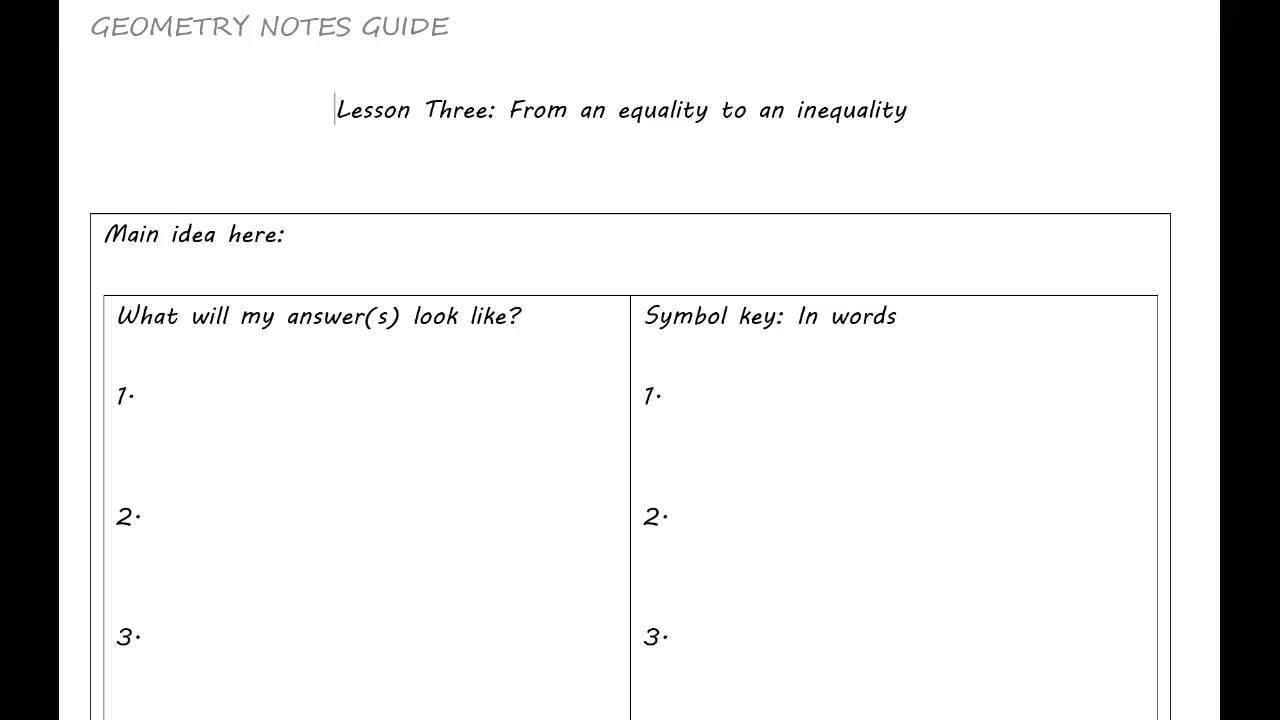 GEOMETRY NOTES GUIDE
Lesson Three: From an equality to an inequality
Main idea here:
What will my answer(s) look like?
1.
2.
3.
Symbol key: In words
1.
2.
3.